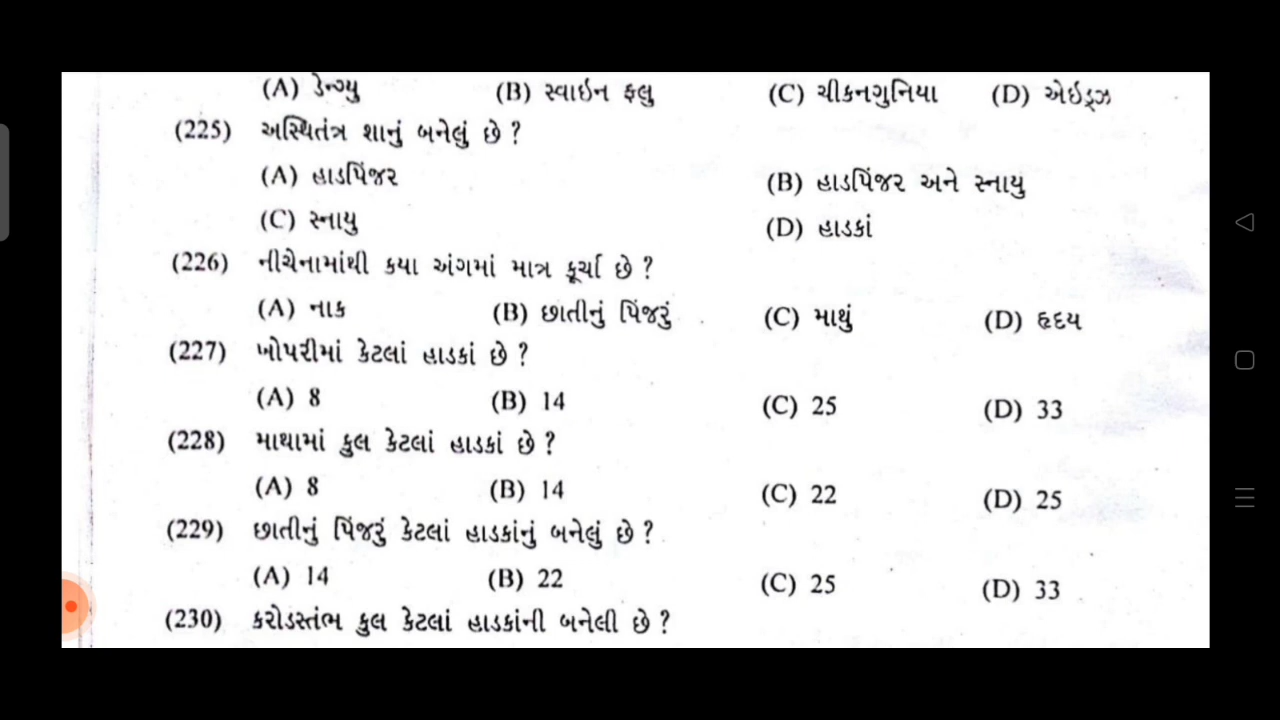 (A) ડેન્ગ્યુ (B) સ્વાઇન ફ્લુ (C) ચીકનગુનિયા (D) એઇડ્ઝ
(225) અસ્થિતંત્ર શાનું બનેલું છે ?
(A) હાડપિંજર (B) હાડપિંજર અને સ્નાયુ
(C) સ્નાયુ (D) હાડકાં
(226) નીચેનામાંથી કયા અંગમાં માત્ર કૂર્ચા છે ?
(A) નાક (B) છાતીનું પિંજરું (C) માથું (D) હૃદય
(227) ખોપરીમાં કેટલાં હાડકાં છે ?
(A) 8 (B) 14 (C) 25 (D) 33
(228) માથામાં કુલ કેટલાં હાડકાં છે ?
(A) 8 (B) 14 (C) 22 (D) 25
(229) છાતીનું પિંજરું કેટલાં હાડકાંનું બનેલું છે ?
(A) 14 (B) 22 (C) 25 (D) 33
(230) કરોડસ્તંભ કુલ કેટલાં હાડકાંની બનેલી છે ?